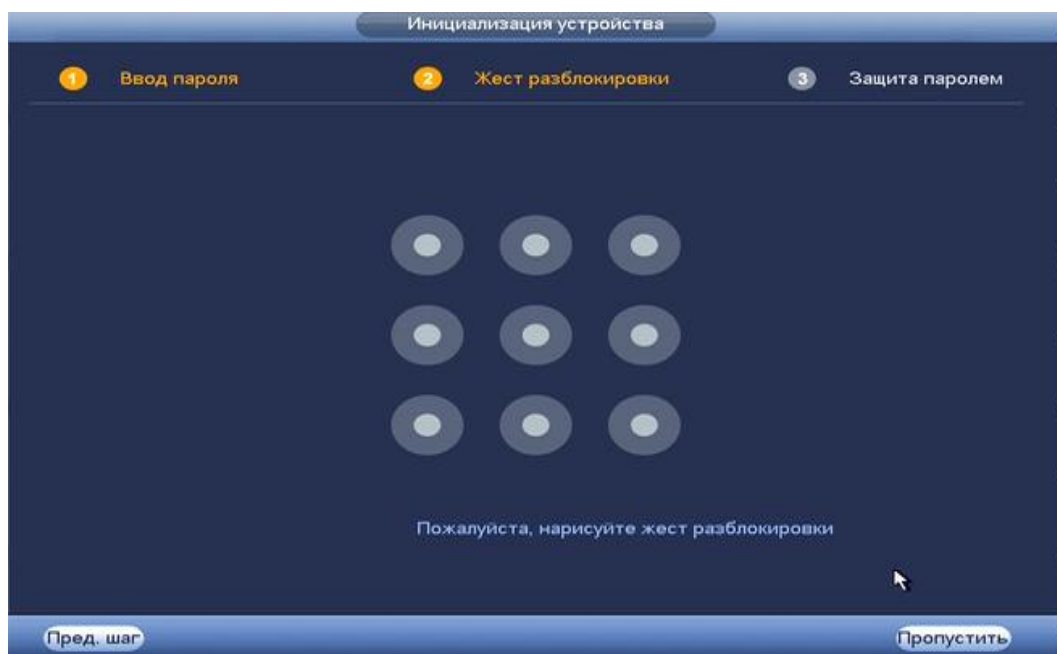 Инициализация устройства
1 Ввод пароля 2 Жест разблокировки 3 Защита паролем
Пожалуйста, нарисуйте жест разблокировки
Пред. шаг Пропустить